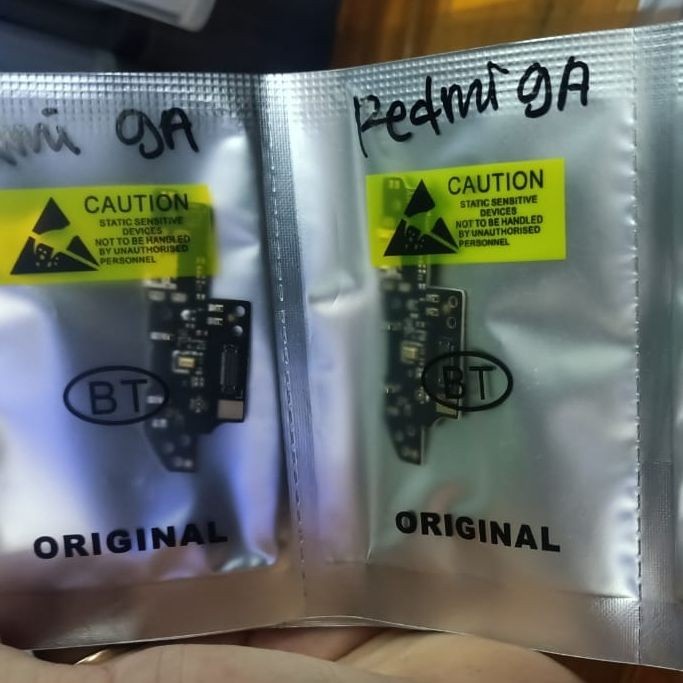 mi 9A
CAUTION
STATIC SENSITIVE
DEVICES
NOT TO BE HANDLED
BY UNAUTHORISED
PERSONNEL
BT
ORIGINAL
Redmi 9A
CAUTION
STATIC SENSITIVE
DEVICES
NOT TO BE HANDLED
BY UNAUTHORISED
PERSONNEL
BT
ORIGINAL